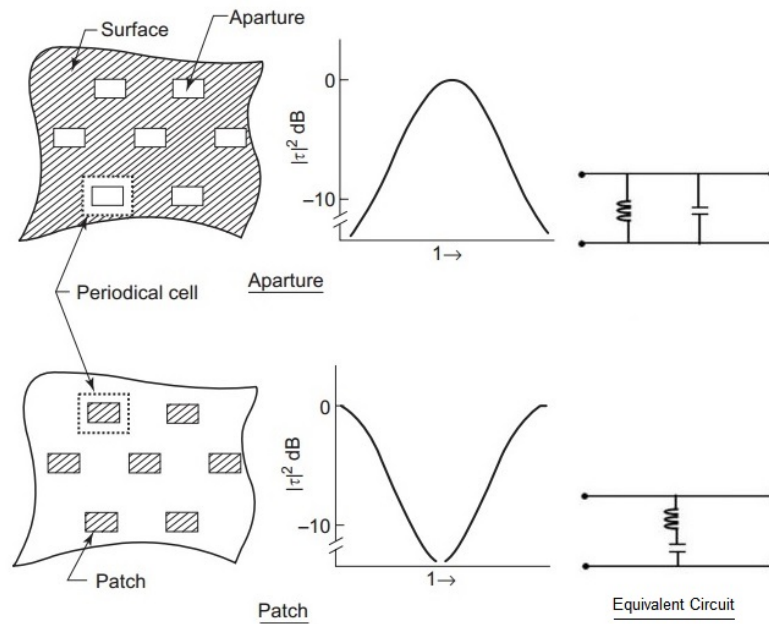 Surface
Aparture
0
|τ|² dB
−10
1→
Periodical cell
Aparture
0
|τ|² dB
−10
1→
Patch
Patch
Equivalent Circuit